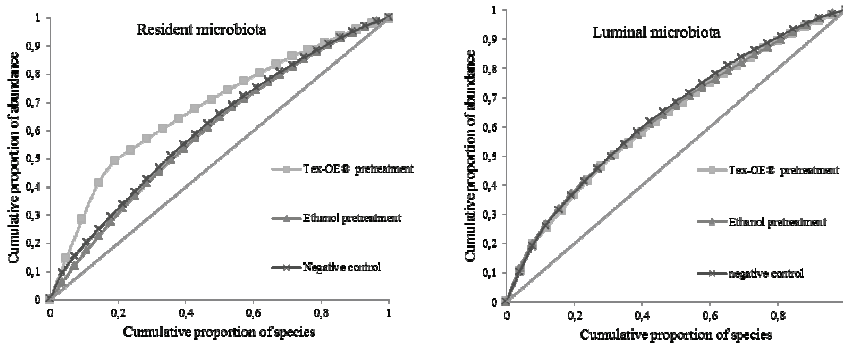 Resident microbiota
Cumulative proportion of abundance
1
0,9
0,8
0,7
0,6
0,5
0,4
0,3
0,2
0,1
0
0
0,2
0,4
0,6
0,8
1
Cumulative proportion of species
Tex-OE® pretreatment
Ethanol pretreatment
Negative control
Luminal microbiota
Cumulative proportion of abundance
1
0,9
0,8
0,7
0,6
0,5
0,4
0,3
0,2
0,1
0
0
0,2
0,4
0,6
0,8
Cumulative proportion of species
Tex-OE® pretreatment
Ethanol pretreatment
negative control